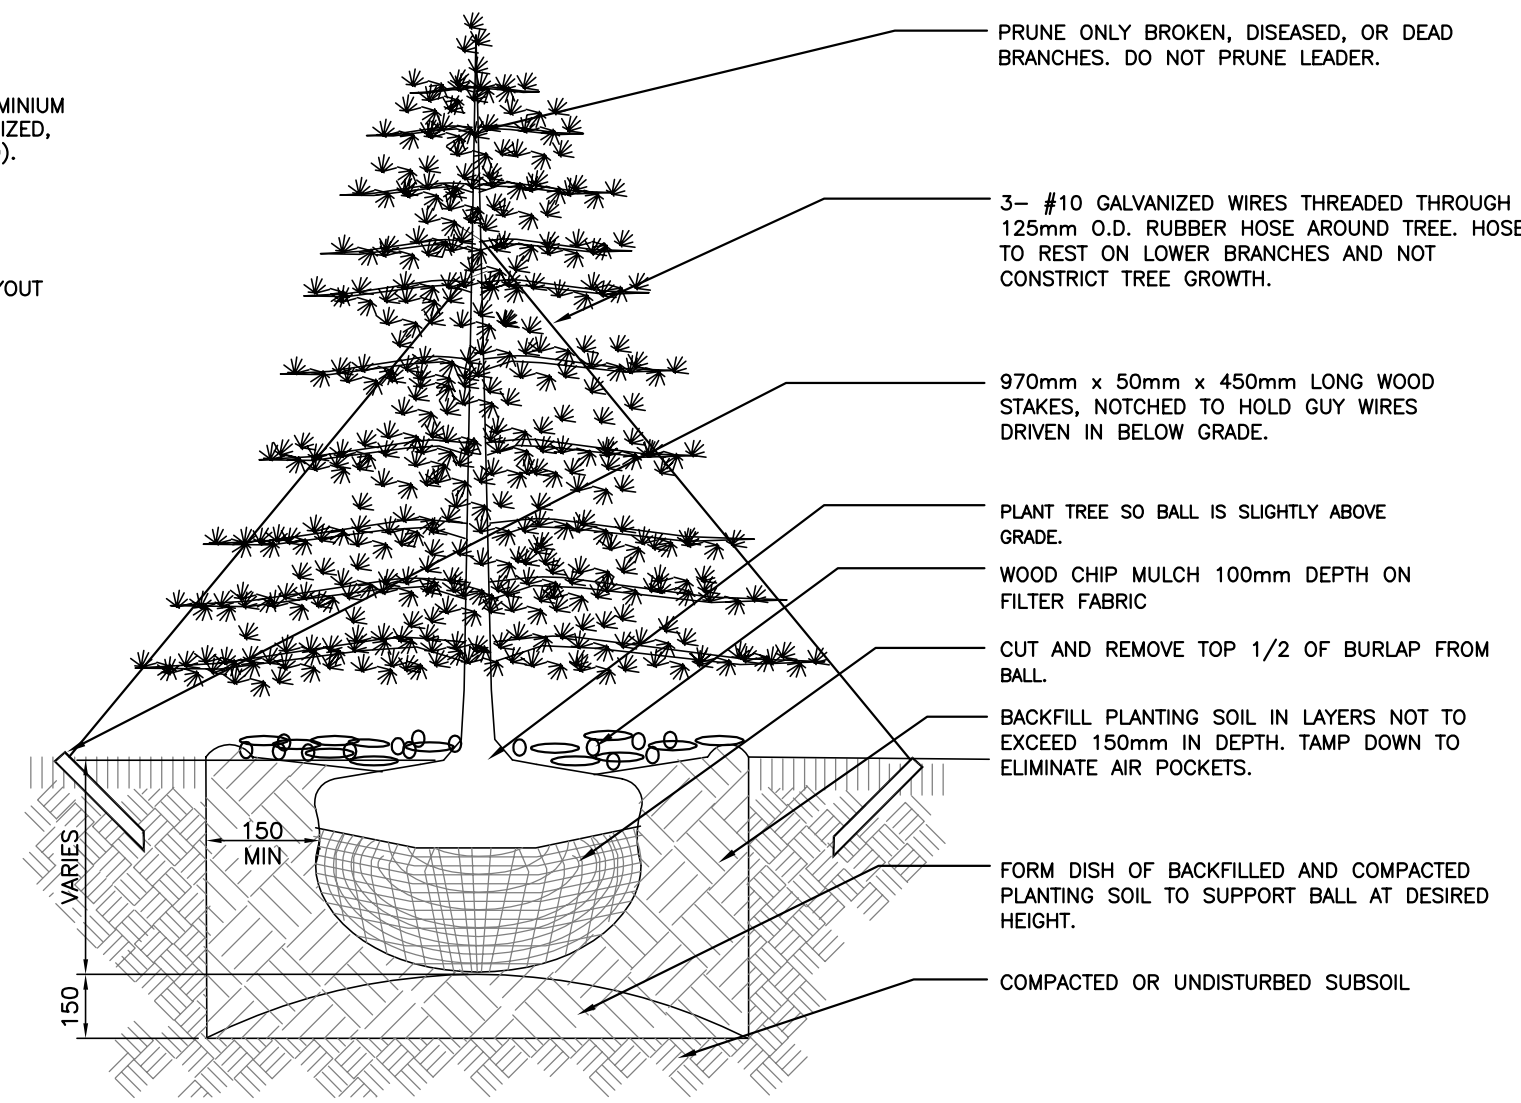 MINIUM
IZED,
).
YOUT
PRUNE ONLY BROKEN, DISEASED, OR DEAD
BRANCHES. DO NOT PRUNE LEADER.
3- #10 GALVANIZED WIRES THREADED THROUGH
125mm O.D. RUBBER HOSE AROUND TREE. HOSE
TO REST ON LOWER BRANCHES AND NOT
CONSTRICT TREE GROWTH.
970mm x 50mm x 450mm LONG WOOD
STAKES, NOTCHED TO HOLD GUY WIRES
DRIVEN IN BELOW GRADE.
PLANT TREE SO BALL IS SLIGHTLY ABOVE
GRADE.
WOOD CHIP MULCH 100mm DEPTH ON
FILTER FABRIC
CUT AND REMOVE TOP 1/2 OF BURLAP FROM
BALL.
BACKFILL PLANTING SOIL IN LAYERS NOT TO
EXCEED 150mm IN DEPTH. TAMP DOWN TO
ELIMINATE AIR POCKETS.
FORM DISH OF BACKFILLED AND COMPACTED
PLANTING SOIL TO SUPPORT BALL AT DESIRED
HEIGHT.
COMPACTED OR UNDISTURBED SUBSOIL
150
MIN
VARIES
150